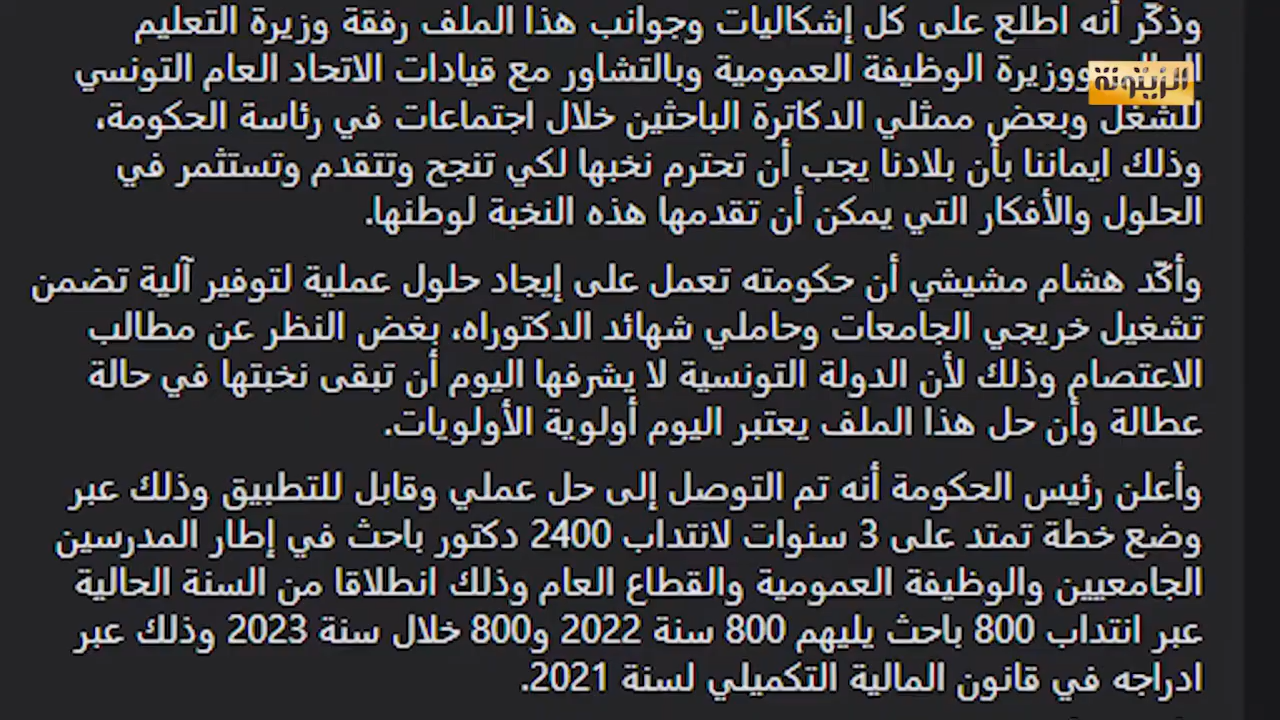 وذكّر أنه اطلع على كل إشكاليات وجوانب هذا الملف رفقة وزيرة التعليم
ووزيرة الوظيفة العمومية وبالتشاور مع قيادات الاتحاد العام التونسي
الزيتونة
للشغل وبعض ممثلي الدكاترة الباحثين خلال اجتماعات في رئاسة الحكومة،
وذلك ايماننا بأن بلادنا يجب أن تحترم نخبها لكي تنجح وتتقدم وتستثمر في
الحلول والأفكار التي يمكن أن تقدمها هذه النخبة لوطنها.
وأكّد هشام مشيشي أن حكومته تعمل على إيجاد حلول عملية لتوفير آلية تضمن
تشغيل خريجي الجامعات وحاملي شهائد الدكتوراه، بغض النظر عن مطالب
الاعتصام وذلك لأن الدولة التونسية لا يشرفها اليوم أن تبقى نخبتها في حالة
عطالة وأن حل هذا الملف يعتبر اليوم أولوية الأولويات.
وأعلن رئيس الحكومة أنه تم التوصل إلى حل عملي وقابل للتطبيق وذلك عبر
وضع خطة تمتد على 3 سنوات لانتداب 2400 دكتور باحث في إطار المدرسين
الجامعيين والوظيفة العمومية والقطاع العام وذلك انطلاقا من السنة الحالية
عبر انتداب 800 باحث يليهم 800 سنة 2022 و800 خلال سنة 2023 وذلك عبر
ادراجه في قانون المالية التكميلي لسنة 2021.